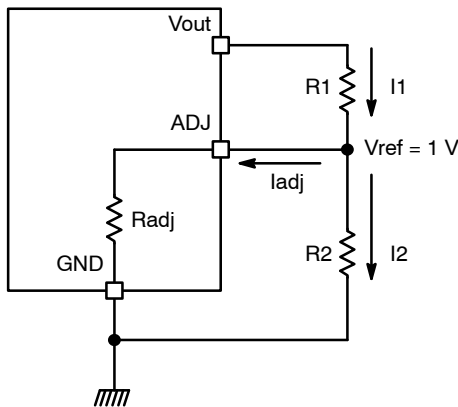 Vout
R1
I1
ADJ
Vref = 1 V
Iadj
Radj
GND
R2
I2